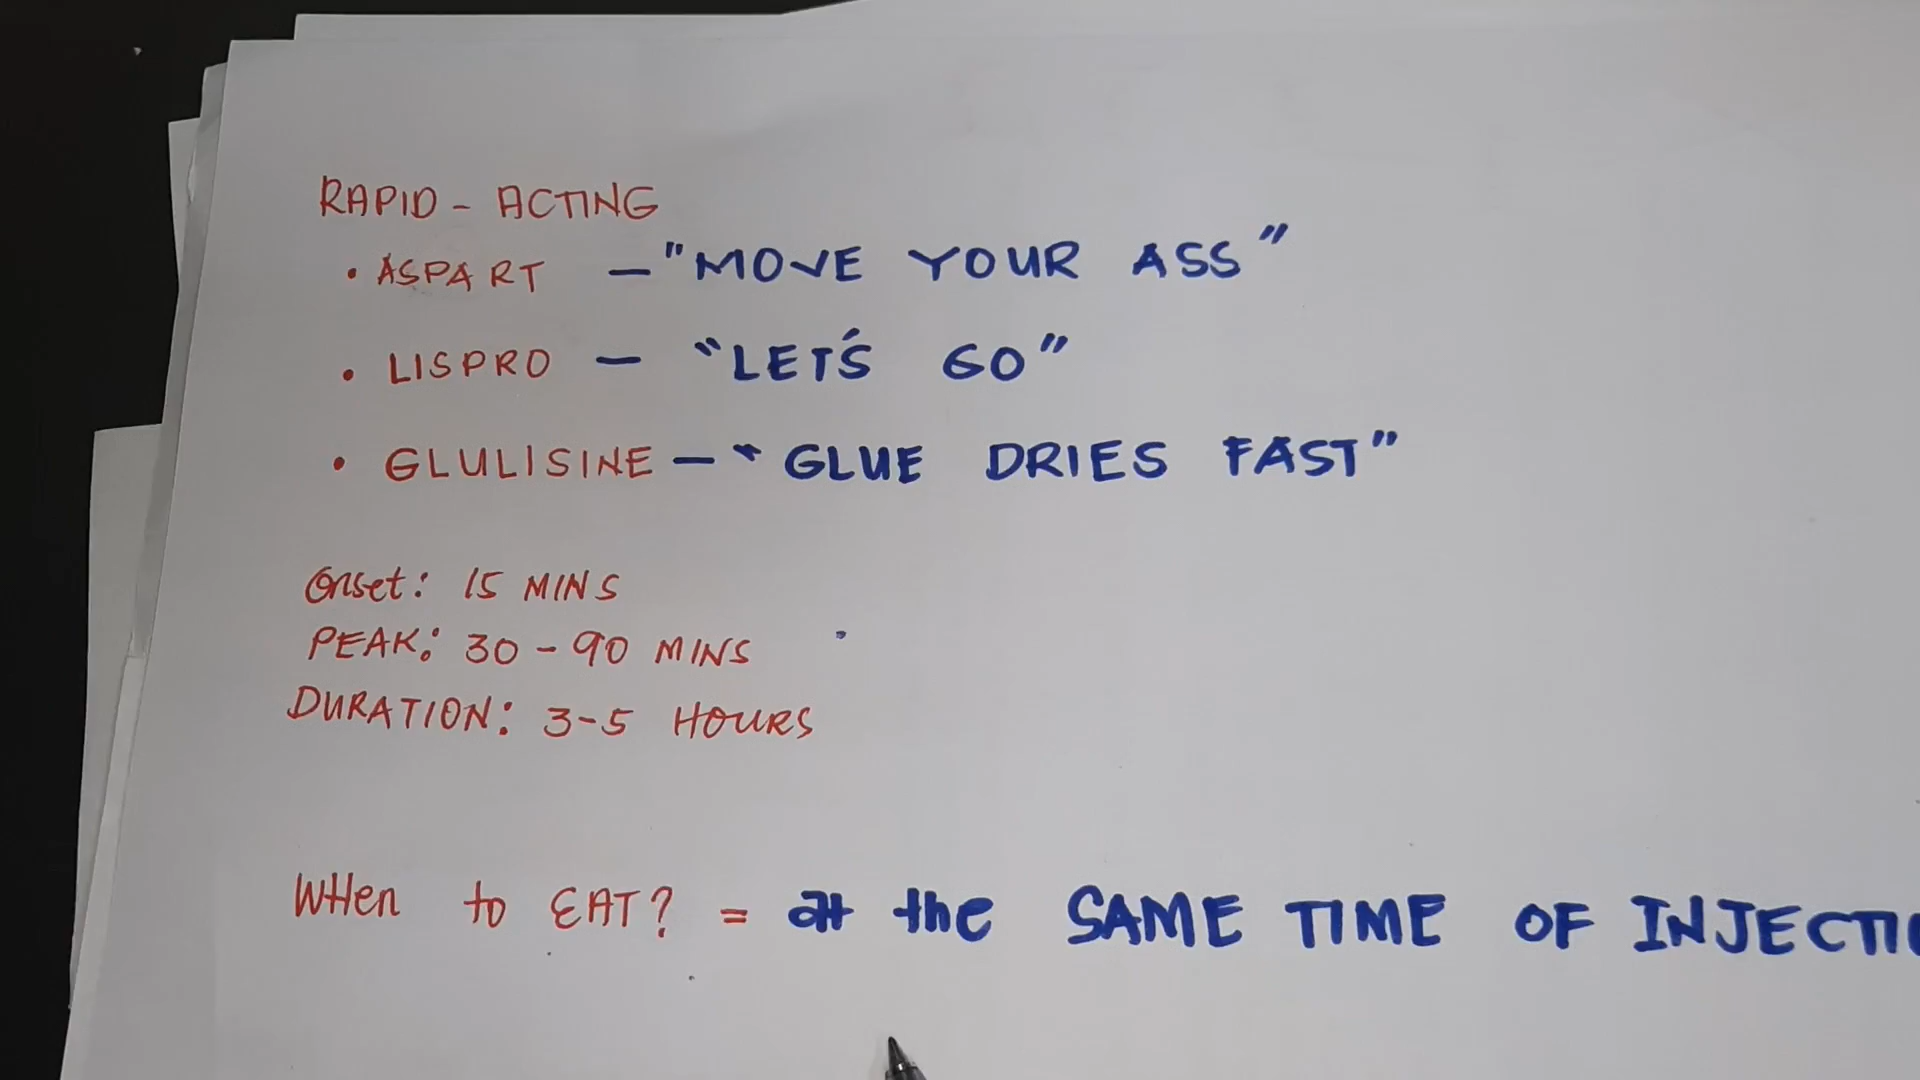 RAPID - ACTING
• ASPART — "MOVE YOUR ASS"
• LISPRO — "LET'S GO"
• GLULISINE — "GLUE DRIES FAST"
Onset: 15 MINS
PEAK: 30 - 90 MINS
DURATION: 3-5 HOURS
WHen to EAT? = at the SAME TIME OF